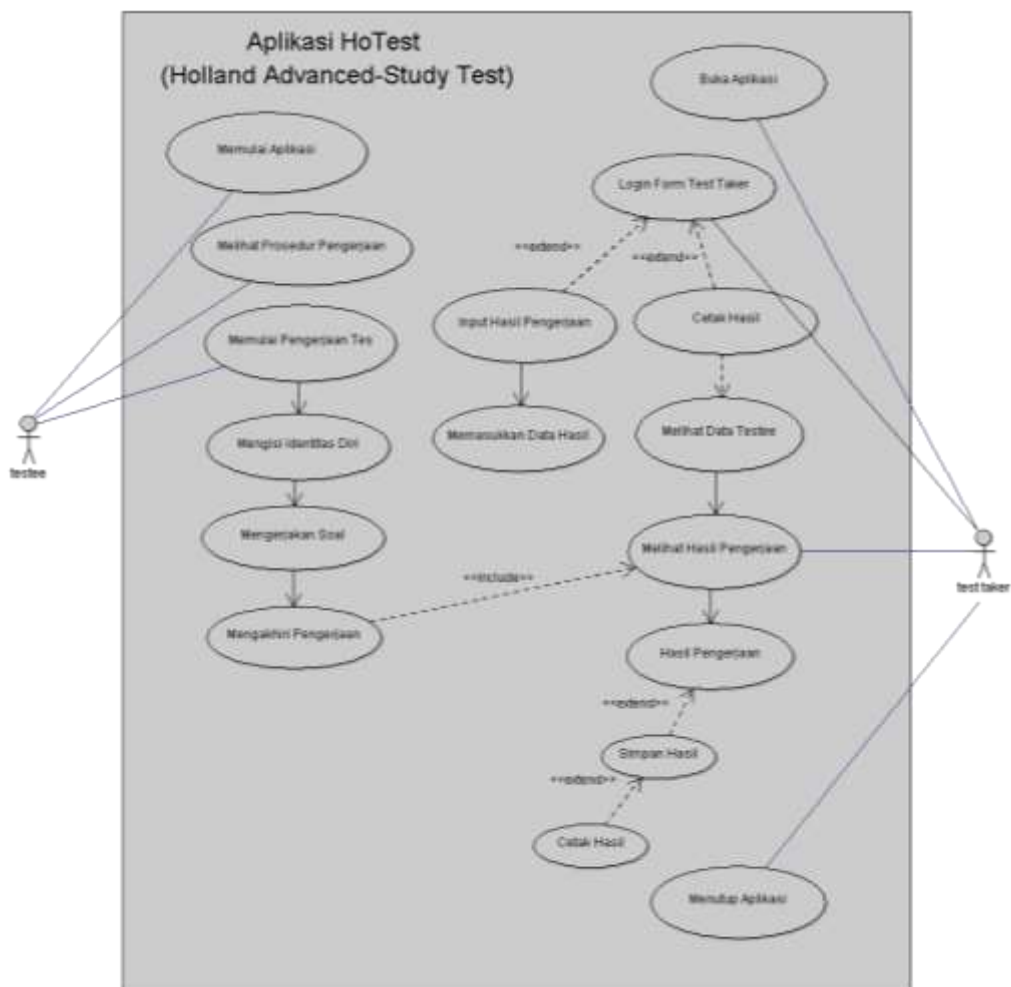 Aplikasi HoTest
(Holland Advanced-Study Test)
Buka Aplikasi
Memulai Aplikasi
Login Form Test Taker
Melihat Prosedur Pengerjaan
<<extend>>
<<extend>>
Input Hasil Pengerjaan
Cetak Hasil
Memulai Pengerjaan Tes
testee
Mengisi Identitas Diri
Memasukkan Data Hasil
Melihat Data Testee
Mengerjakan Soal
Melihat Hasil Pengerjaan
test taker
<<include>>
Mengakhiri Pengerjaan
Hasil Pengerjaan
<<extend>>
Simpan Hasil
<<extend>>
Cetak Hasil
Menutup Aplikasi